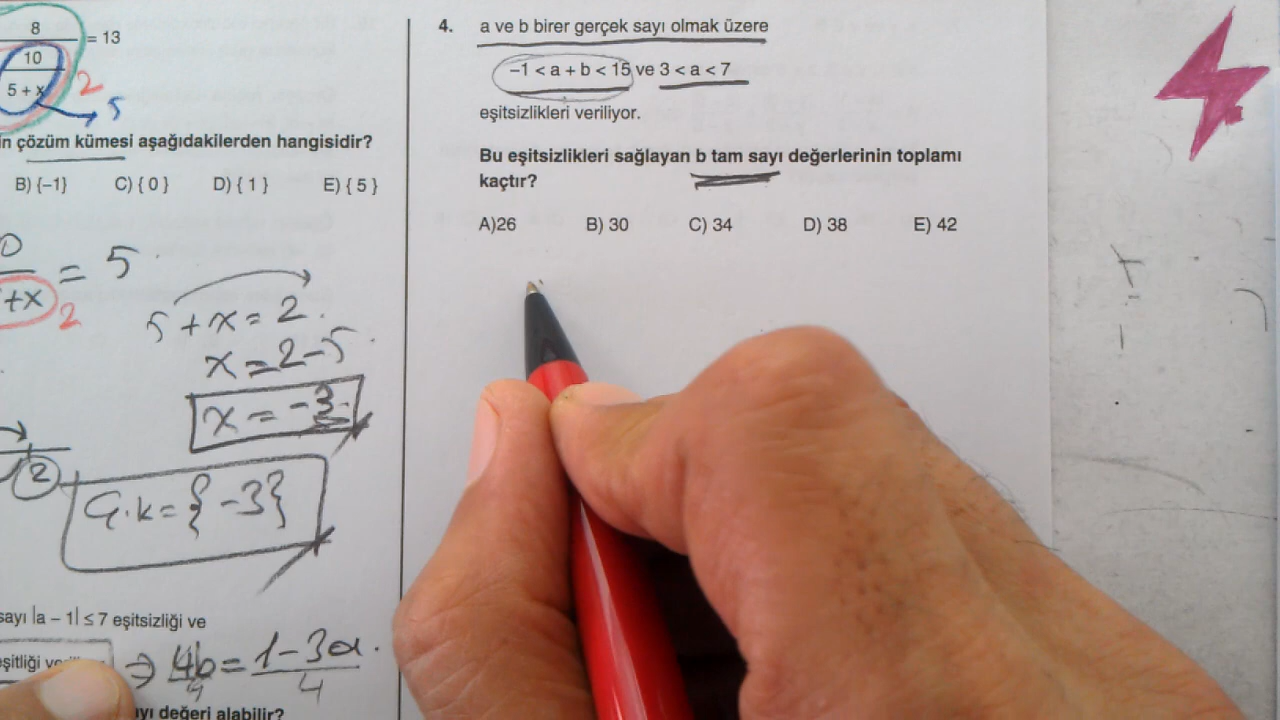 8
10
5 + x
= 13
2
5
çözüm kümesi aşağıdakilerden hangisidir?
B) {–1} C) { 0 } D) { 1 } E) { 5 }
= 5
+x
2
5 + x = 2
x = 2 – 5
x = –3
2
Ç.k = { –3 }
sayı |a – 1| ≤ 7 eşitsizliği ve
4b = 1 – 3a
4 4
değeri alabilir?
4. a ve b birer gerçek sayı olmak üzere
–1 < a + b < 15 ve 3 < a < 7
eşitsizlikleri veriliyor.
Bu eşitsizlikleri sağlayan b tam sayı değerlerinin toplamı
kaçtır?
A)26 B) 30 C) 34 D) 38 E) 42